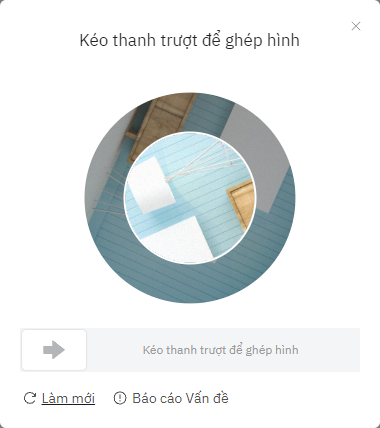 Kéo thanh trượt để ghép hình
Kéo thanh trượt để ghép hình
Làm mới
Báo cáo Vấn đề